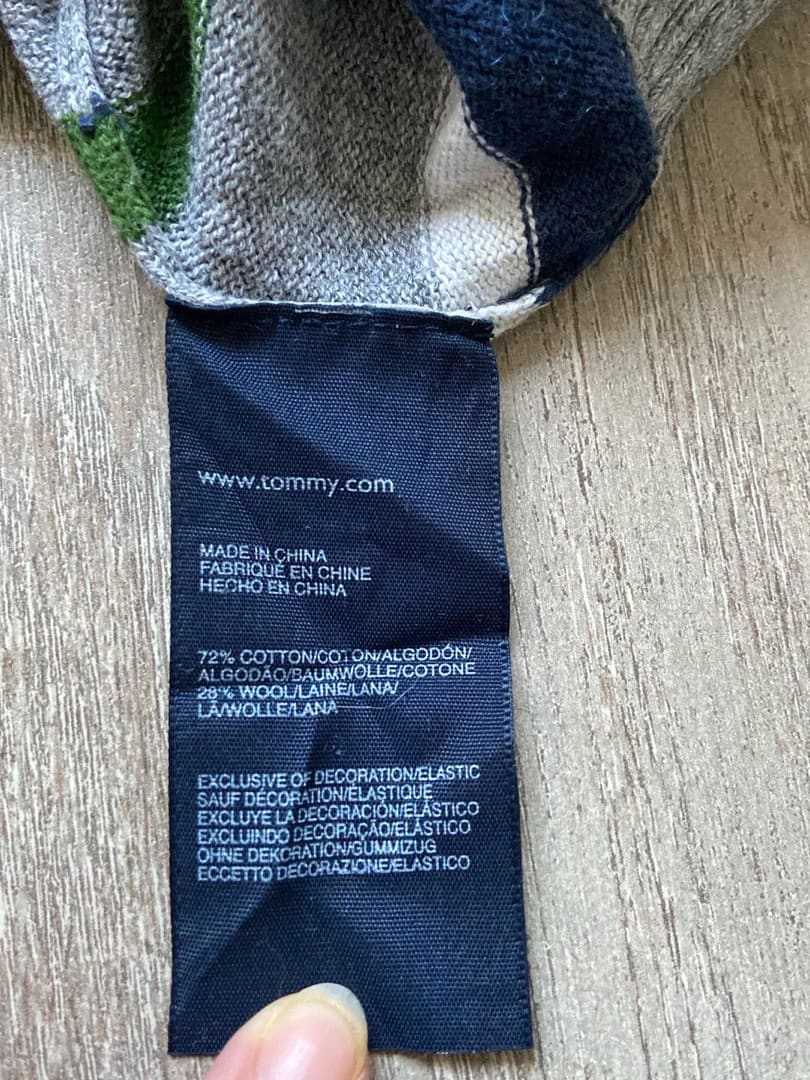 www.tommy.com
MADE IN CHINA
FABRIQUÉ EN CHINE
HECHO EN CHINA
72% COTTON/COTON/ALGODÓN/
ALGODÃO/BAUMWOLLE/COTONE
28% WOOL/LAINE/LANA/
LÃ/WOLLE/LANA
EXCLUSIVE OF DECORATION/ELASTIC
SAUF DÉCORATION/ÉLASTIQUE
EXCLUYE LA DECORACIÓN/ELÁSTICO
EXCLUINDO DECORAÇÃO/ELÁSTICO
OHNE DEKORATION/GUMMIZUG
ECCETTO DECORAZIONE/ELASTICO